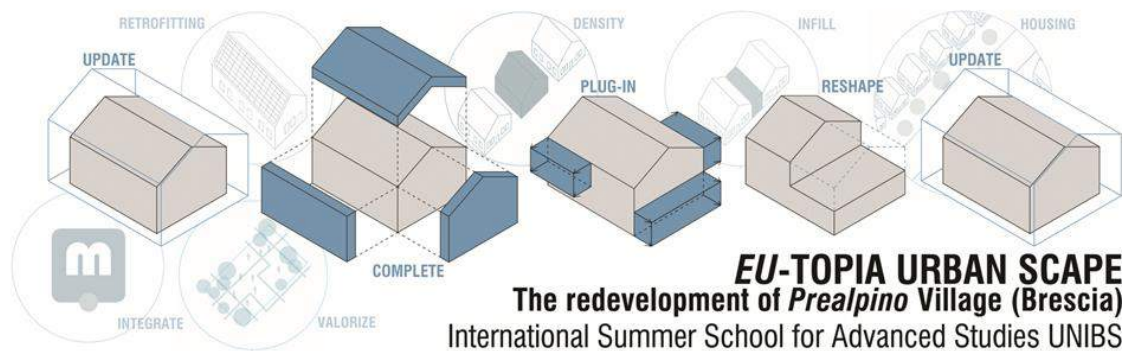 RETROFITTING
DENSITY
INFILL
HOUSING
UPDATE
PLUG-IN
RESHAPE
UPDATE
m
COMPLETE
INTEGRATE
VALORIZE
EU-TOPIA URBAN SCAPE
The redevelopment of Prealpino Village (Brescia)
International Summer School for Advanced Studies UNIBS